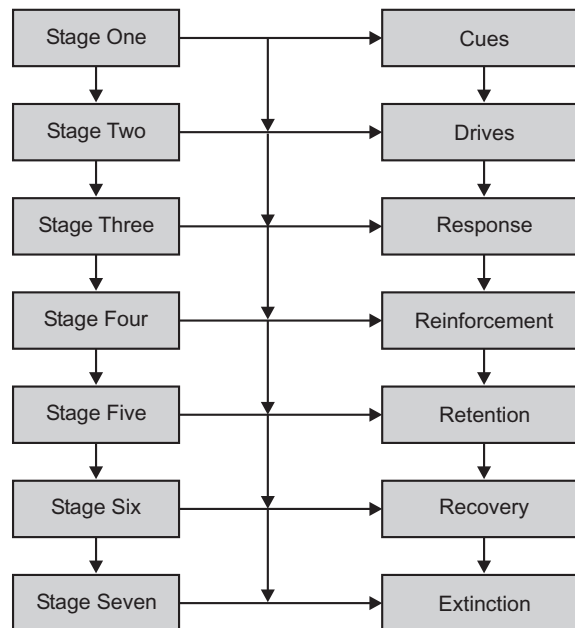 Stage One
Cues
Stage Two
Drives
Stage Three
Response
Stage Four
Reinforcement
Stage Five
Retention
Stage Six
Recovery
Stage Seven
Extinction